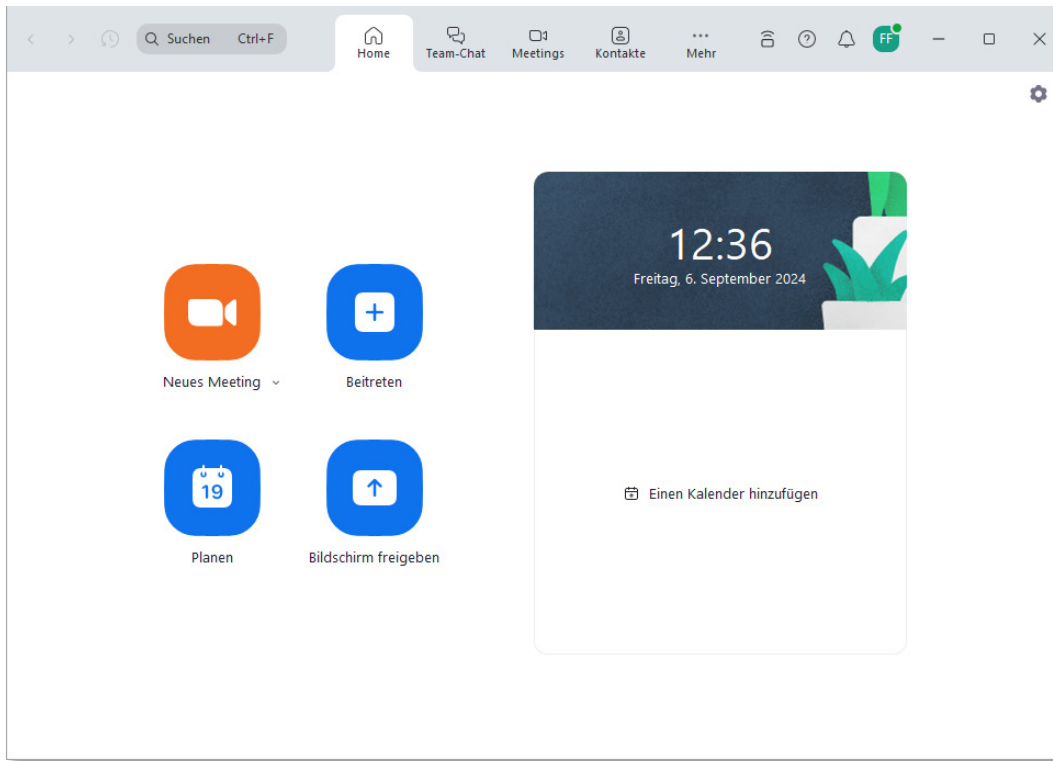 Suchen Ctrl+F
Home
Team-Chat
Meetings
Kontakte
Mehr
FF
12:36
Freitag, 6. September 2024
Neues Meeting
Beitreten
19
Planen
Bildschirm freigeben
Einen Kalender hinzufügen